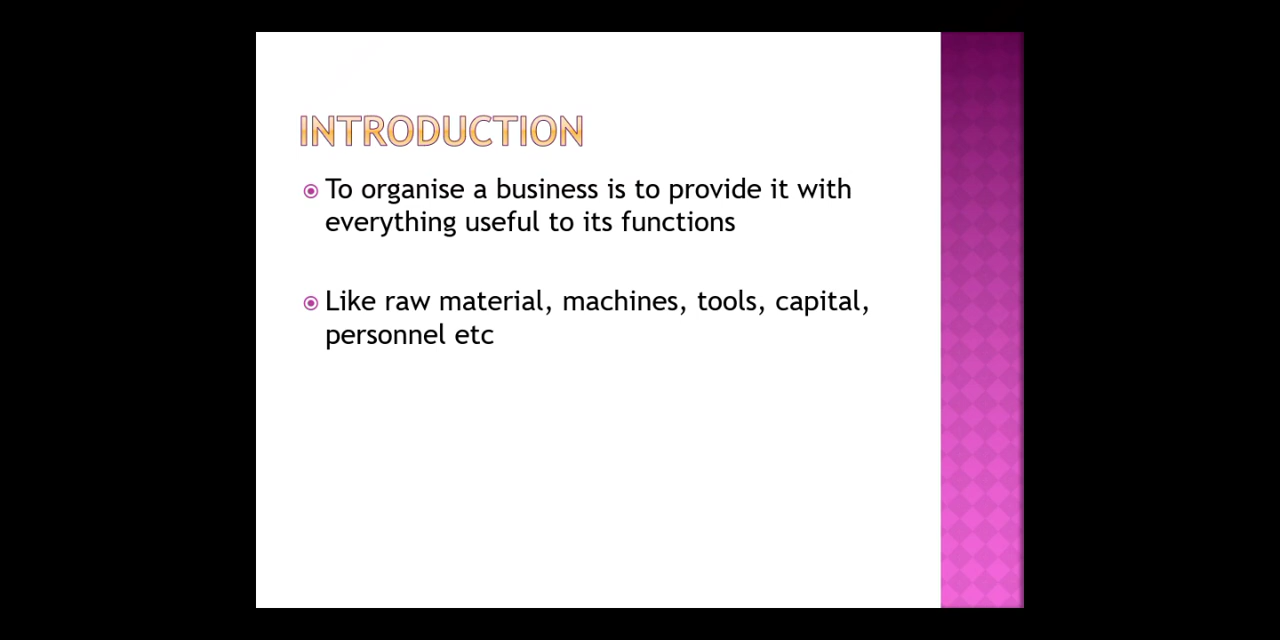 INTRODUCTION
To organise a business is to provide it with
everything useful to its functions
Like raw material, machines, tools, capital,
personnel etc